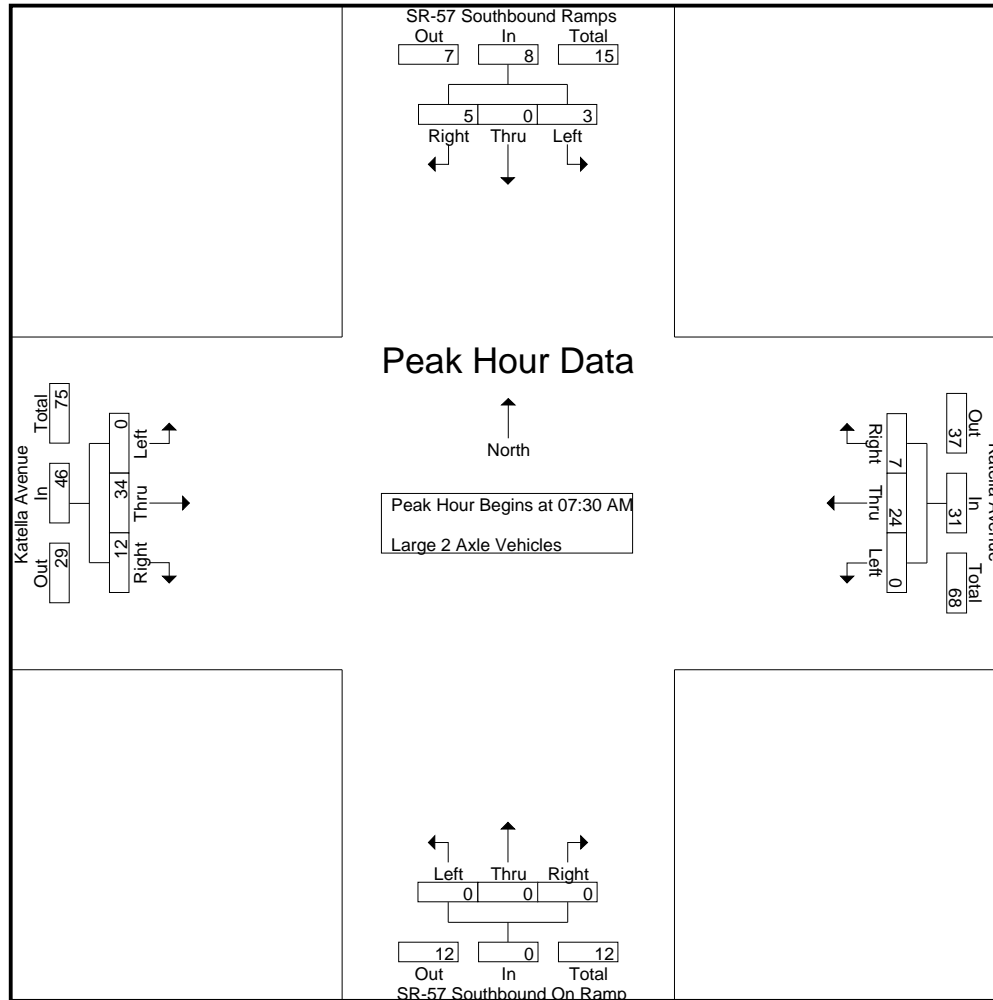 SR-57 Southbound Ramps
Out In Total
7 8 15
5 0 3
Right Thru Left
Peak Hour Data
North
Peak Hour Begins at 07:30 AM
Large 2 Axle Vehicles
Katella Avenue
Total In Out
75 46 29
0 34 12
Left Thru Right
Right Thru Left
7 24 0
Out In Total
37 31 68
Katella Avenue
Left Thru Right
0 0 0
12 0 12
Out In Total
SR-57 Southbound On Ramp